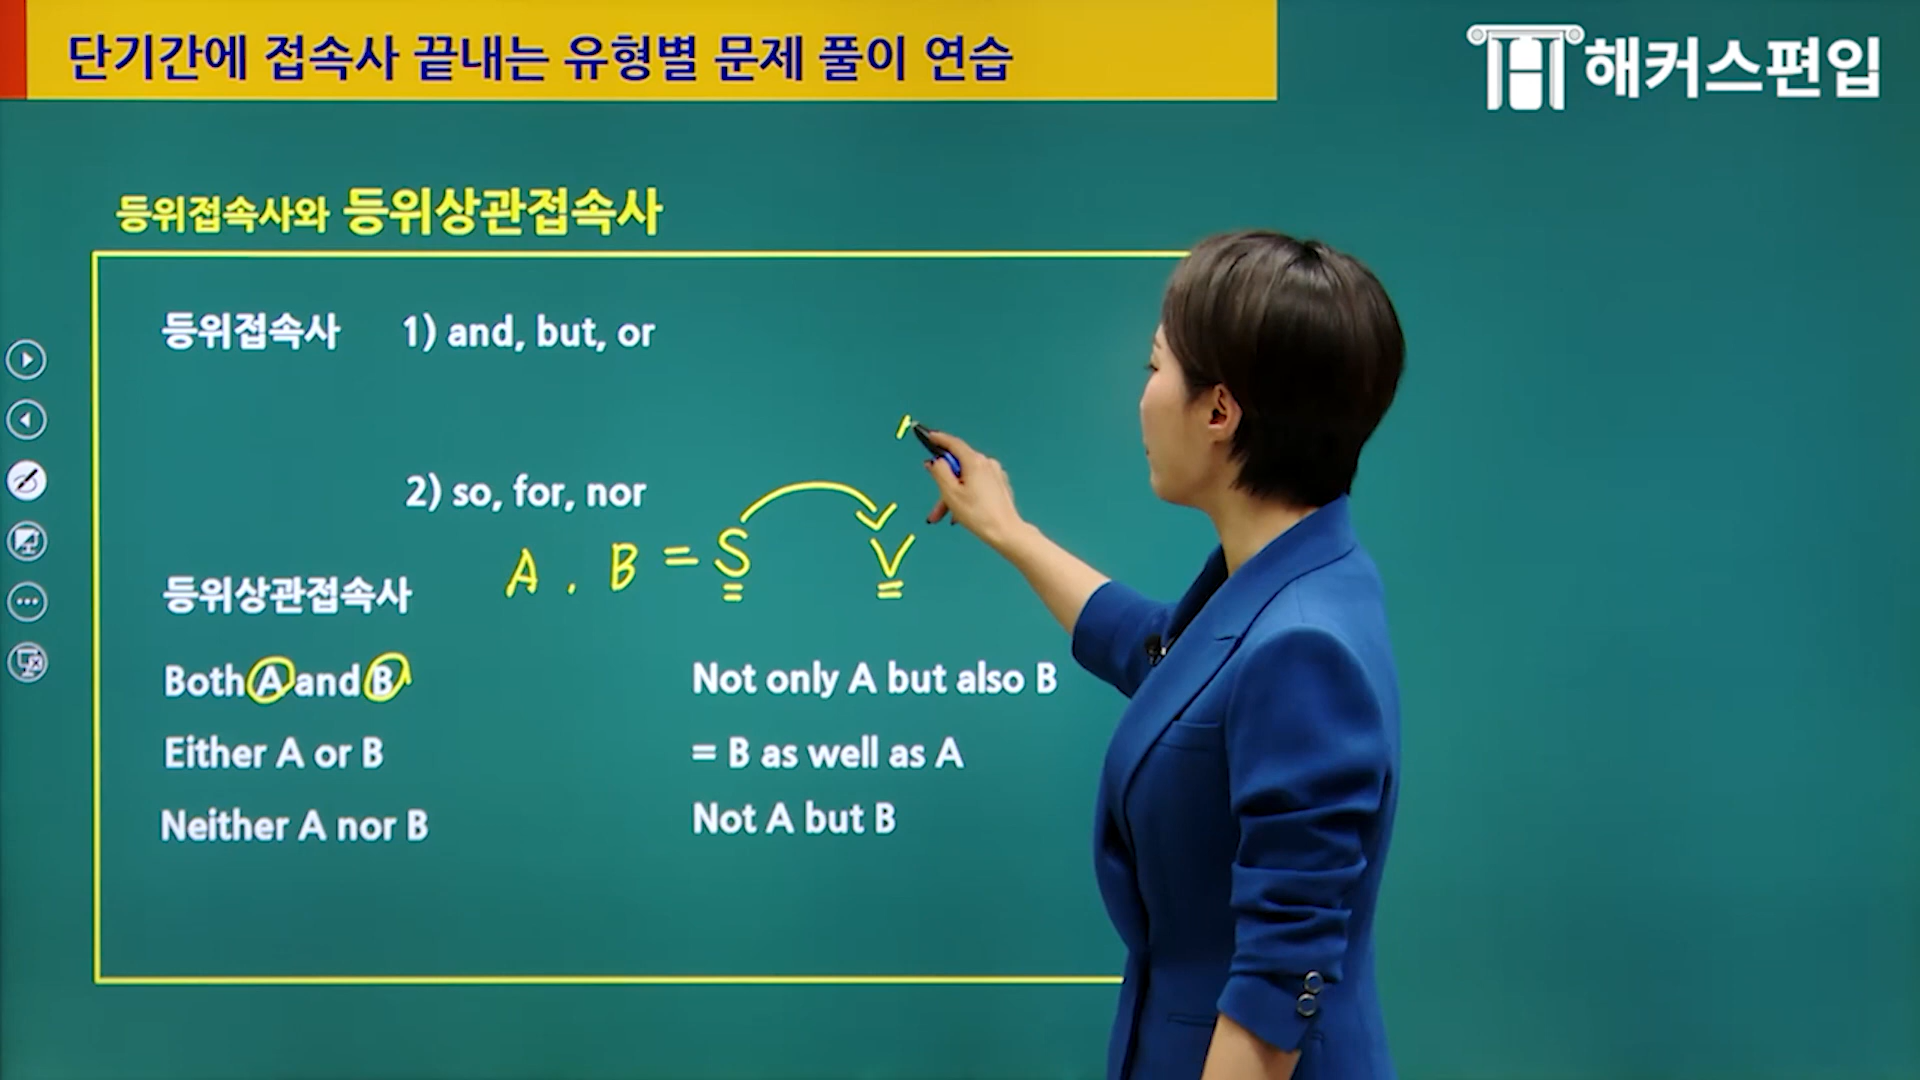 단기간에 접속사 끝내는 유형별 문제 풀이 연습
해커스편입
등위접속사와 등위상관접속사
등위접속사 1) and, but, or
2) so, for, nor
A . B = S V
등위상관접속사
Both A and B
Either A or B
Neither A nor B
Not only A but also B
= B as well as A
Not A but B